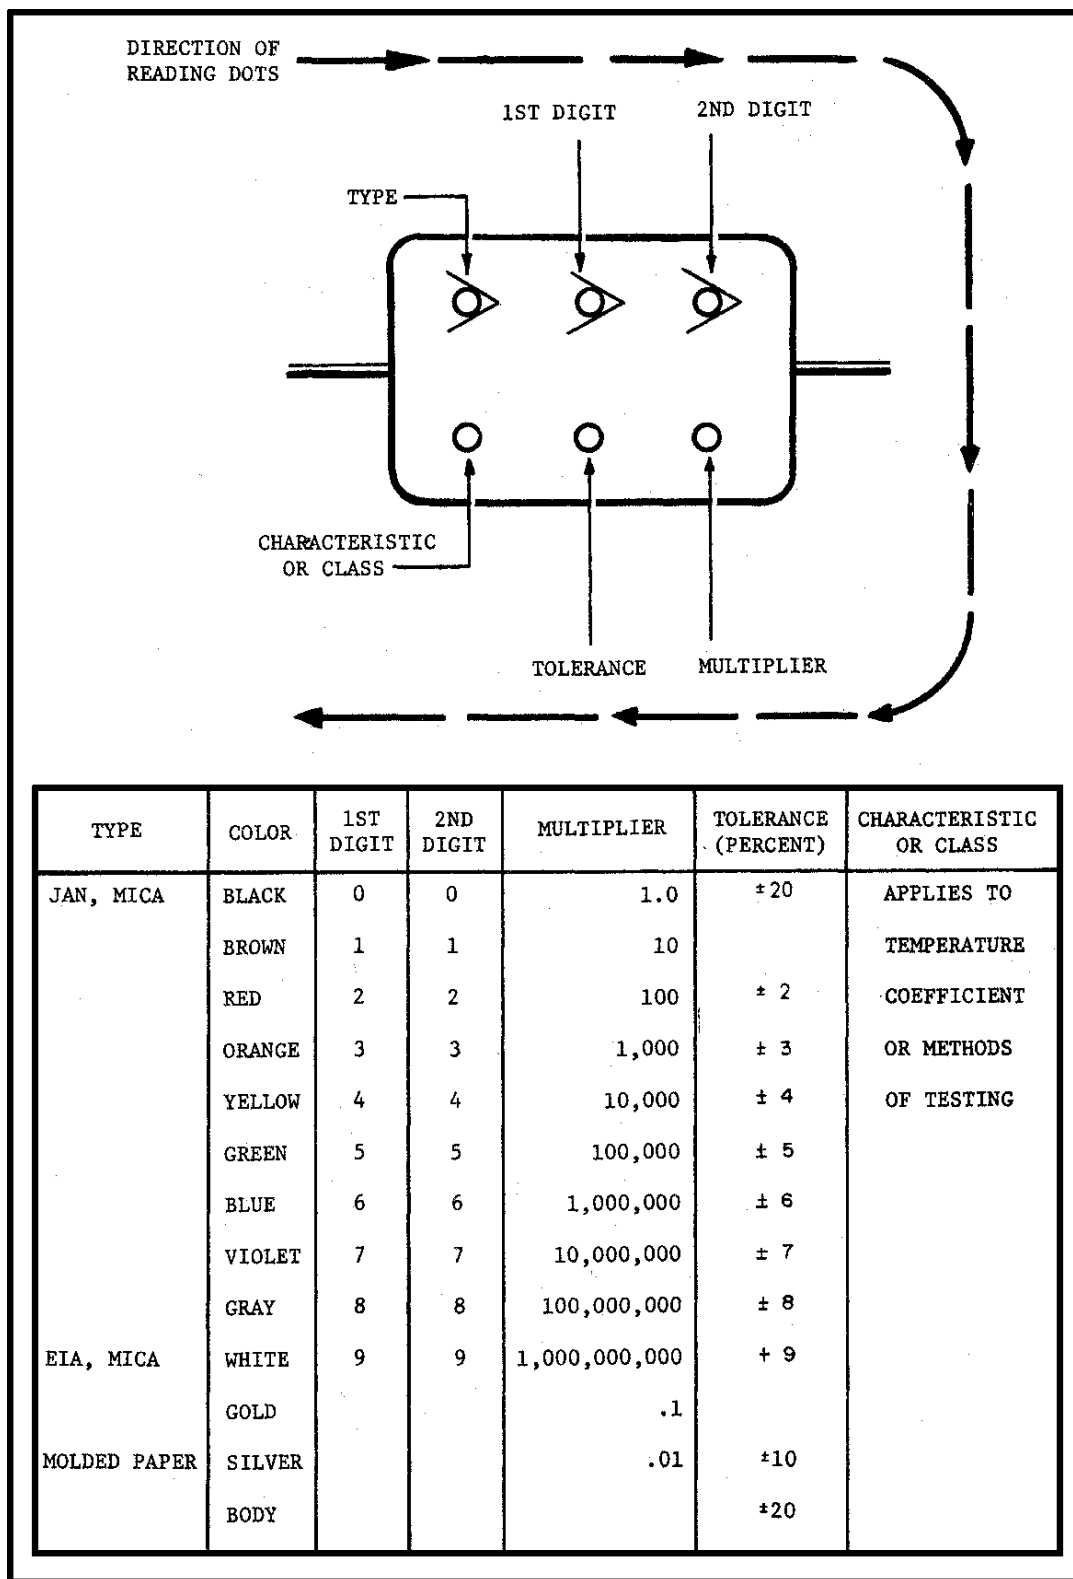 DIRECTION OF
READING DOTS
1ST DIGIT
2ND DIGIT
TYPE
CHARACTERISTIC
OR CLASS
TOLERANCE
MULTIPLIER
TYPE COLOR 1ST DIGIT 2ND DIGIT MULTIPLIER TOLERANCE (PERCENT) CHARACTERISTIC OR CLASS
JAN, MICA BLACK 0 0 1.0 ±20 APPLIES TO
BROWN 1 1 10 TEMPERATURE
RED 2 2 100 ± 2 COEFFICIENT
ORANGE 3 3 1,000 ± 3 OR METHODS
YELLOW 4 4 10,000 ± 4 OF TESTING
GREEN 5 5 100,000 ± 5
BLUE 6 6 1,000,000 ± 6
VIOLET 7 7 10,000,000 ± 7
GRAY 8 8 100,000,000 ± 8
EIA, MICA WHITE 9 9 1,000,000,000 + 9
GOLD .1
MOLDED PAPER SILVER .01 ±10
BODY ±20